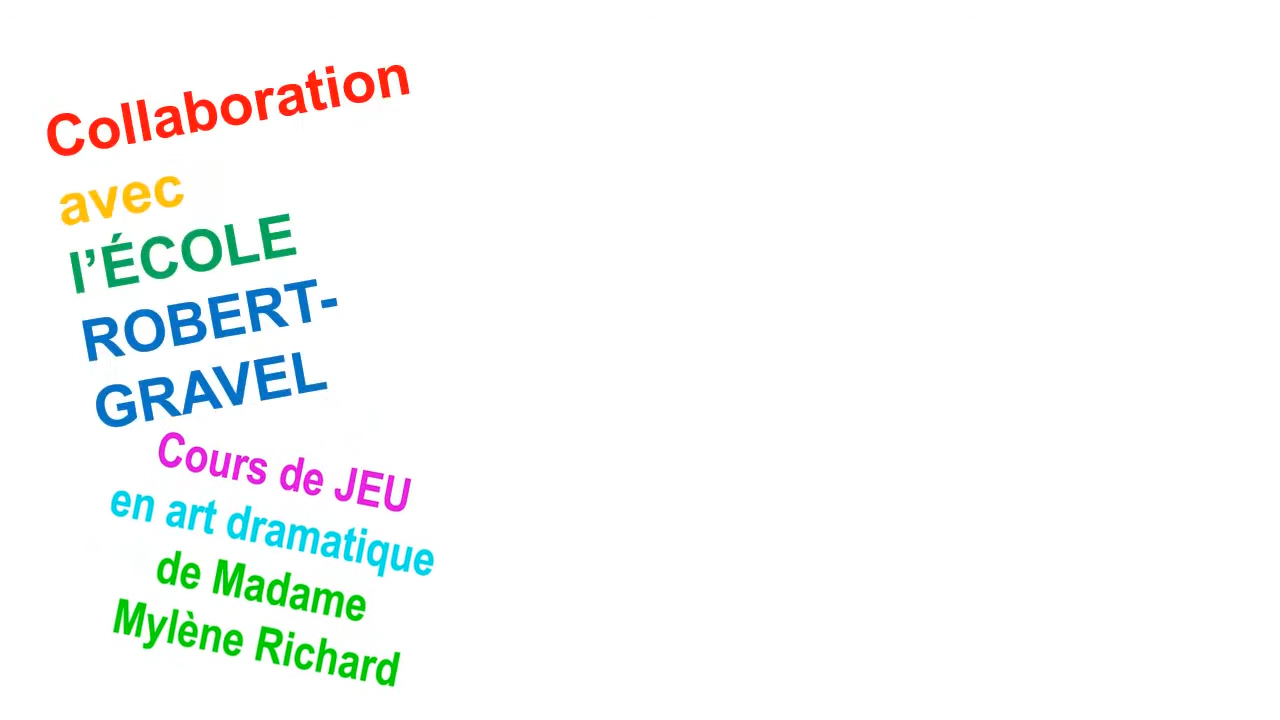 Collaboration
avec
l’ÉCOLE
ROBERT-
GRAVEL
Cours de JEU
en art dramatique
de Madame
Mylène Richard